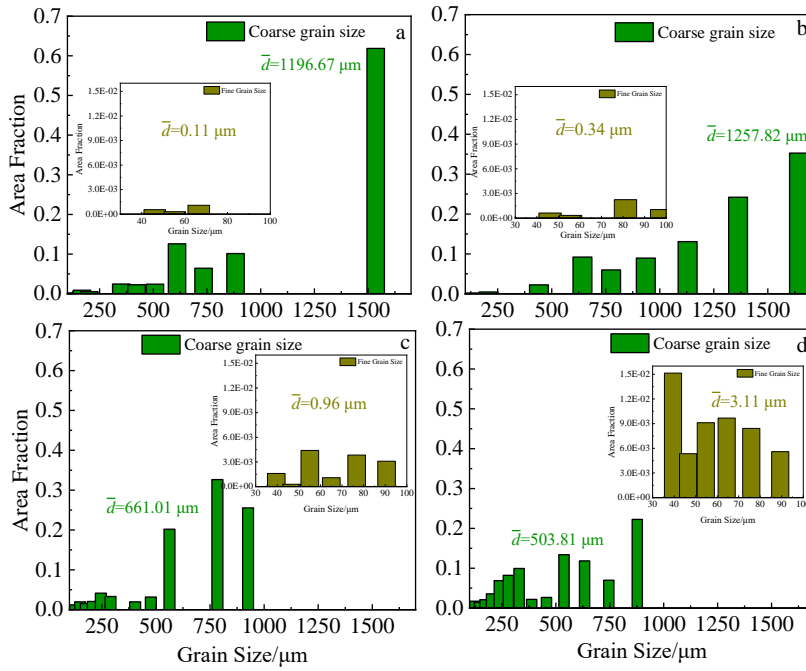 Coarse grain size
a
d̅=1196.67 μm
0.7
0.6
0.5
0.4
0.3
0.2
0.1
0.0
Area Fraction
250 500 750 1000 1250 1500
Fine Grain Size
d̅=0.11 μm
1.5E-02
1.2E-02
9.0E-03
6.0E-03
3.0E-03
0.0E+00
Area Fraction
40 60 80 100
Grain Size/μm
Coarse grain size
b
d̅=1257.82 μm
0.7
0.6
0.5
0.4
0.3
0.2
0.1
0.0
250 500 750 1000 1250 1500
Fine Grain Size
d̅=0.34 μm
1.5E-02
1.2E-02
9.0E-03
6.0E-03
3.0E-03
0.0E+00
Area Fraction
30 40 50 60 70 80 90 100
Grain Size/μm
Coarse grain size
c
d̅=661.01 μm
0.7
0.6
0.5
0.4
0.3
0.2
0.1
0.0
Area Fraction
250 500 750 1000 1250 1500
Grain Size/μm
Fine Grain Size
d̅=0.96 μm
1.5E-02
1.2E-02
9.0E-03
6.0E-03
3.0E-03
0.0E+00
Area Fraction
30 40 50 60 70 80 90 100
Grain Size/μm
Coarse grain size
d
d̅=503.81 μm
0.7
0.6
0.5
0.4
0.3
0.2
0.1
0.0
250 500 750 1000 1250 1500
Grain Size/μm
Fine Grain Size
d̅=3.11 μm
1.5E-02
1.2E-02
9.0E-03
6.0E-03
3.0E-03
0.0E+00
Area Fraction
30 40 50 60 70 80 90
Grain Size/μm